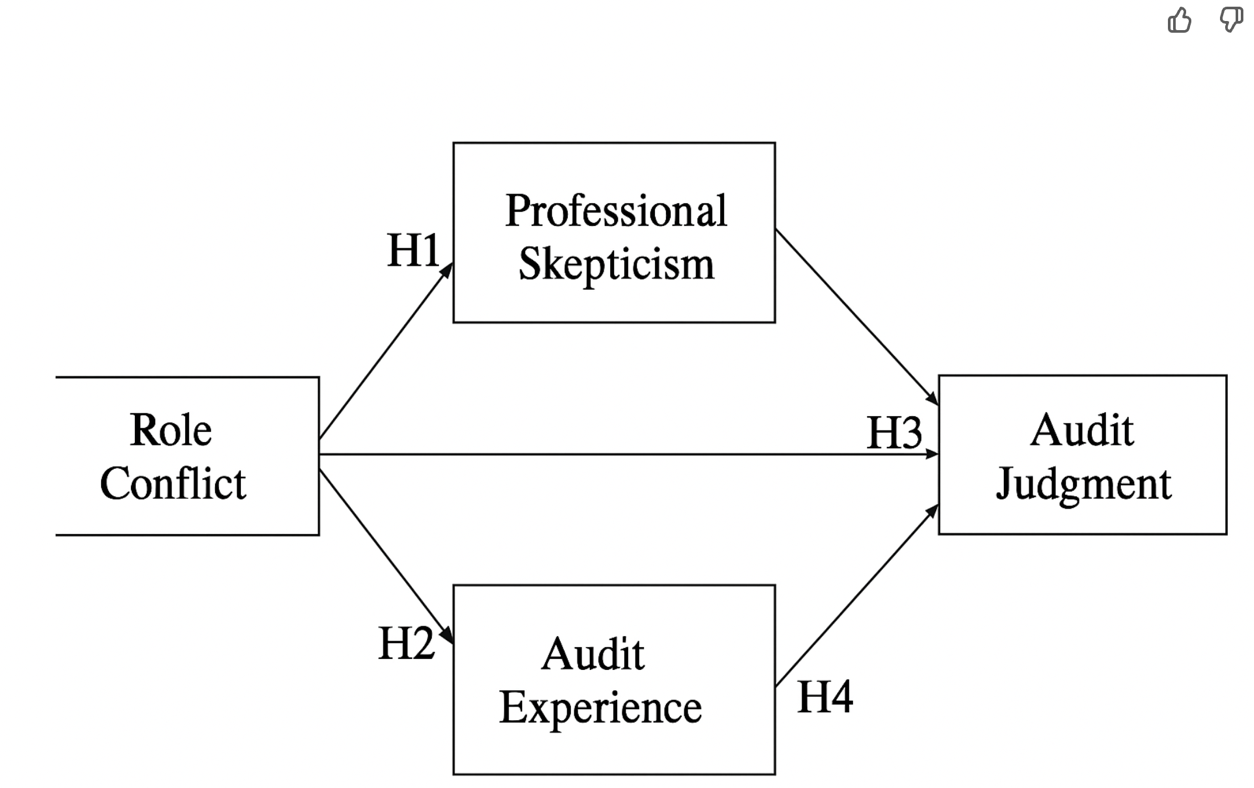 Professional
Skepticism
H1
Role
Conflict
H3
Audit
Judgment
H2
Audit
Experience
H4